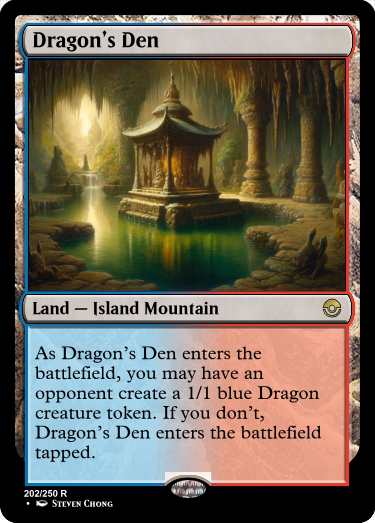 Dragon's Den
Land — Island Mountain
As Dragon's Den enters the
battlefield, you may have an
opponent create a 1/1 blue Dragon
creature token. If you don't,
Dragon's Den enters the battlefield
tapped.
202/250 R
• Steven Chong